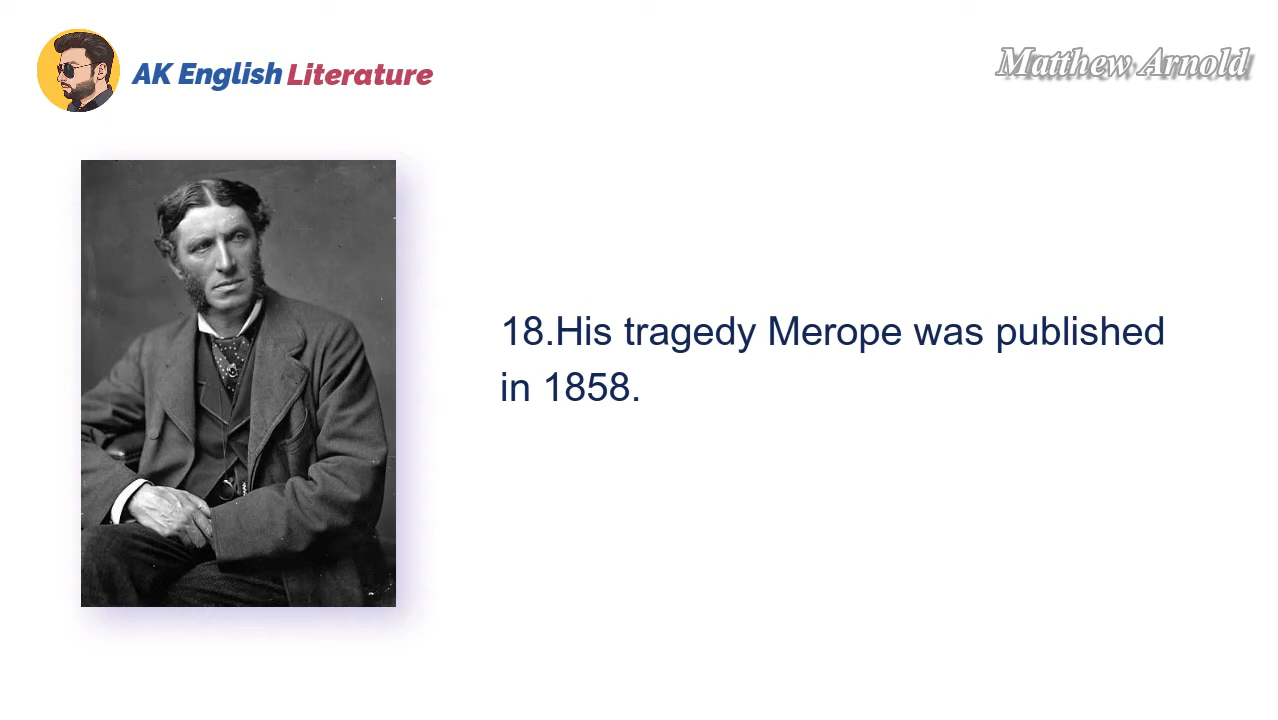 AK English Literature
Matthew Arnold
18.His tragedy Merope was published
in 1858.